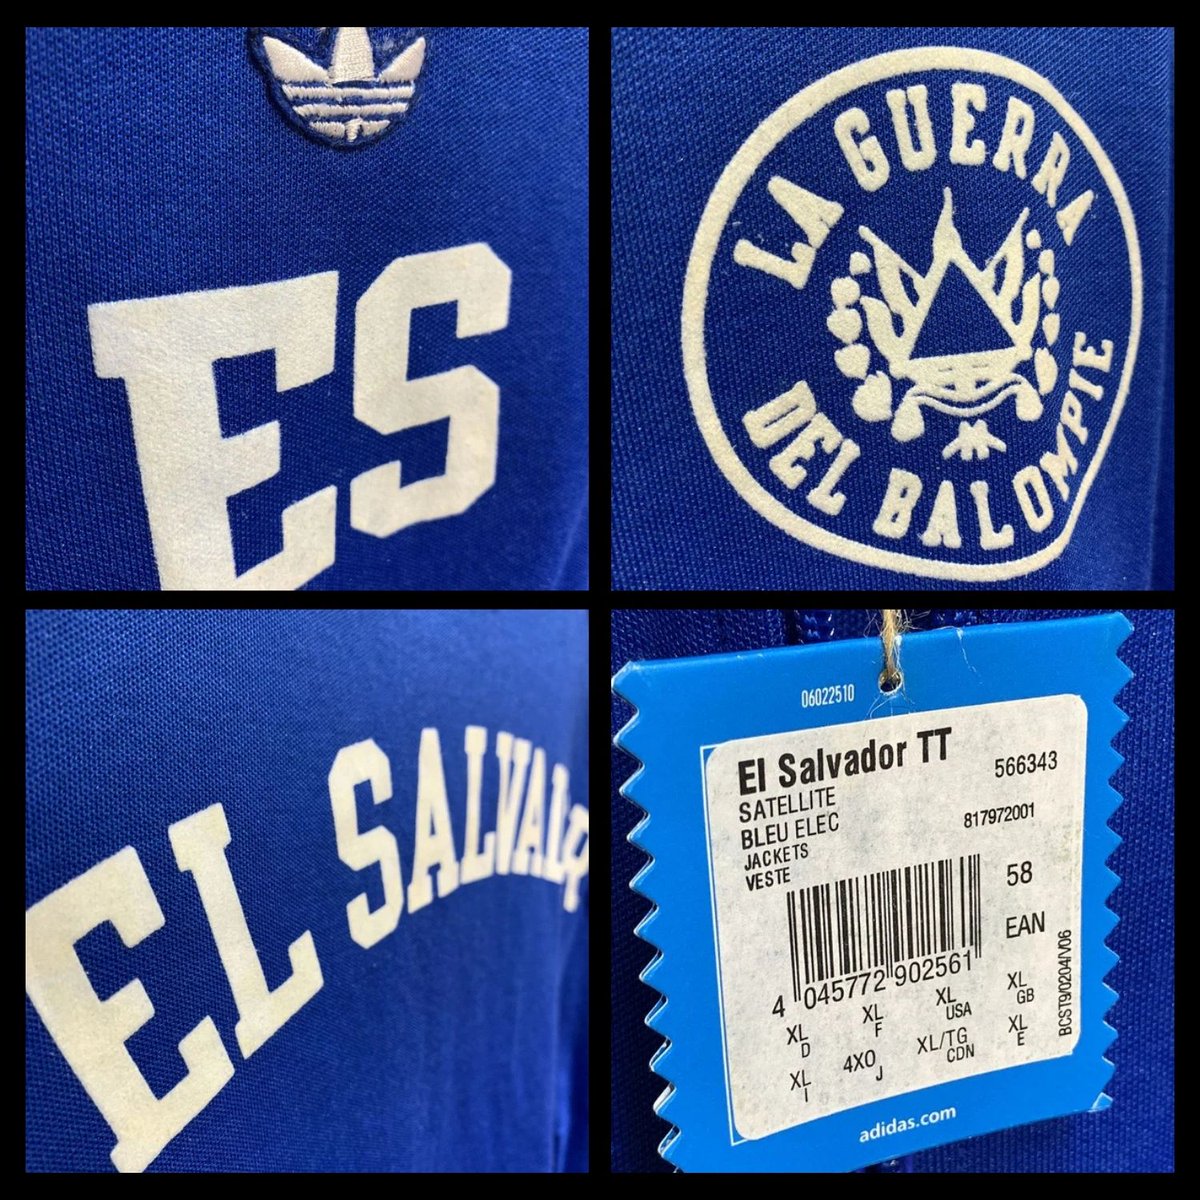 ES
LA GUERRA
DEL BALOMPIE
EL SALVADO
06022510
El Salvador TT
566343
SATELLITE
BLEU ELEC
817972001
JACKETS
VESTE
58
EAN
4 045772 902561
XL D
XL F
XL USA
XL GB
XL I
4XO J
XL/TG CDN
XL E
BCST9/0204/V06
adidas.com